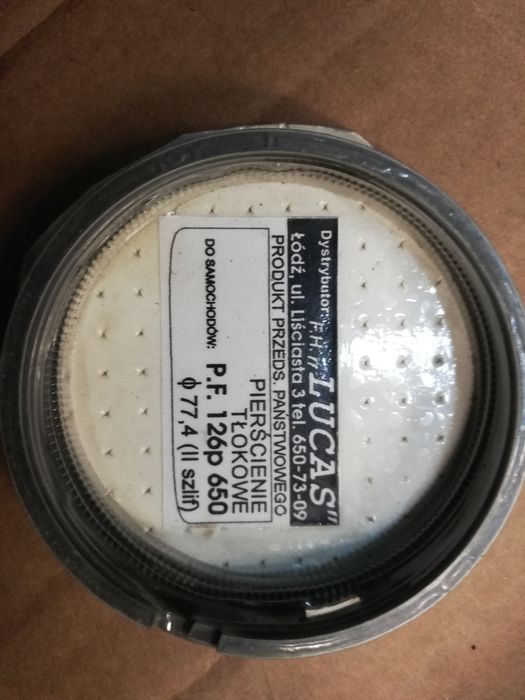 Dystrybutor:
F.H. "LUCAS"
Łódź, ul. Liściasta 3 tel. 650-73-09
PRODUKT PRZEDS. PAŃSTWOWEGO
PIERŚCIENIE
TŁOKOWE
DO SAMOCHODÓW: P.F. 126p 650
ϕ 77,4 (II szlif)